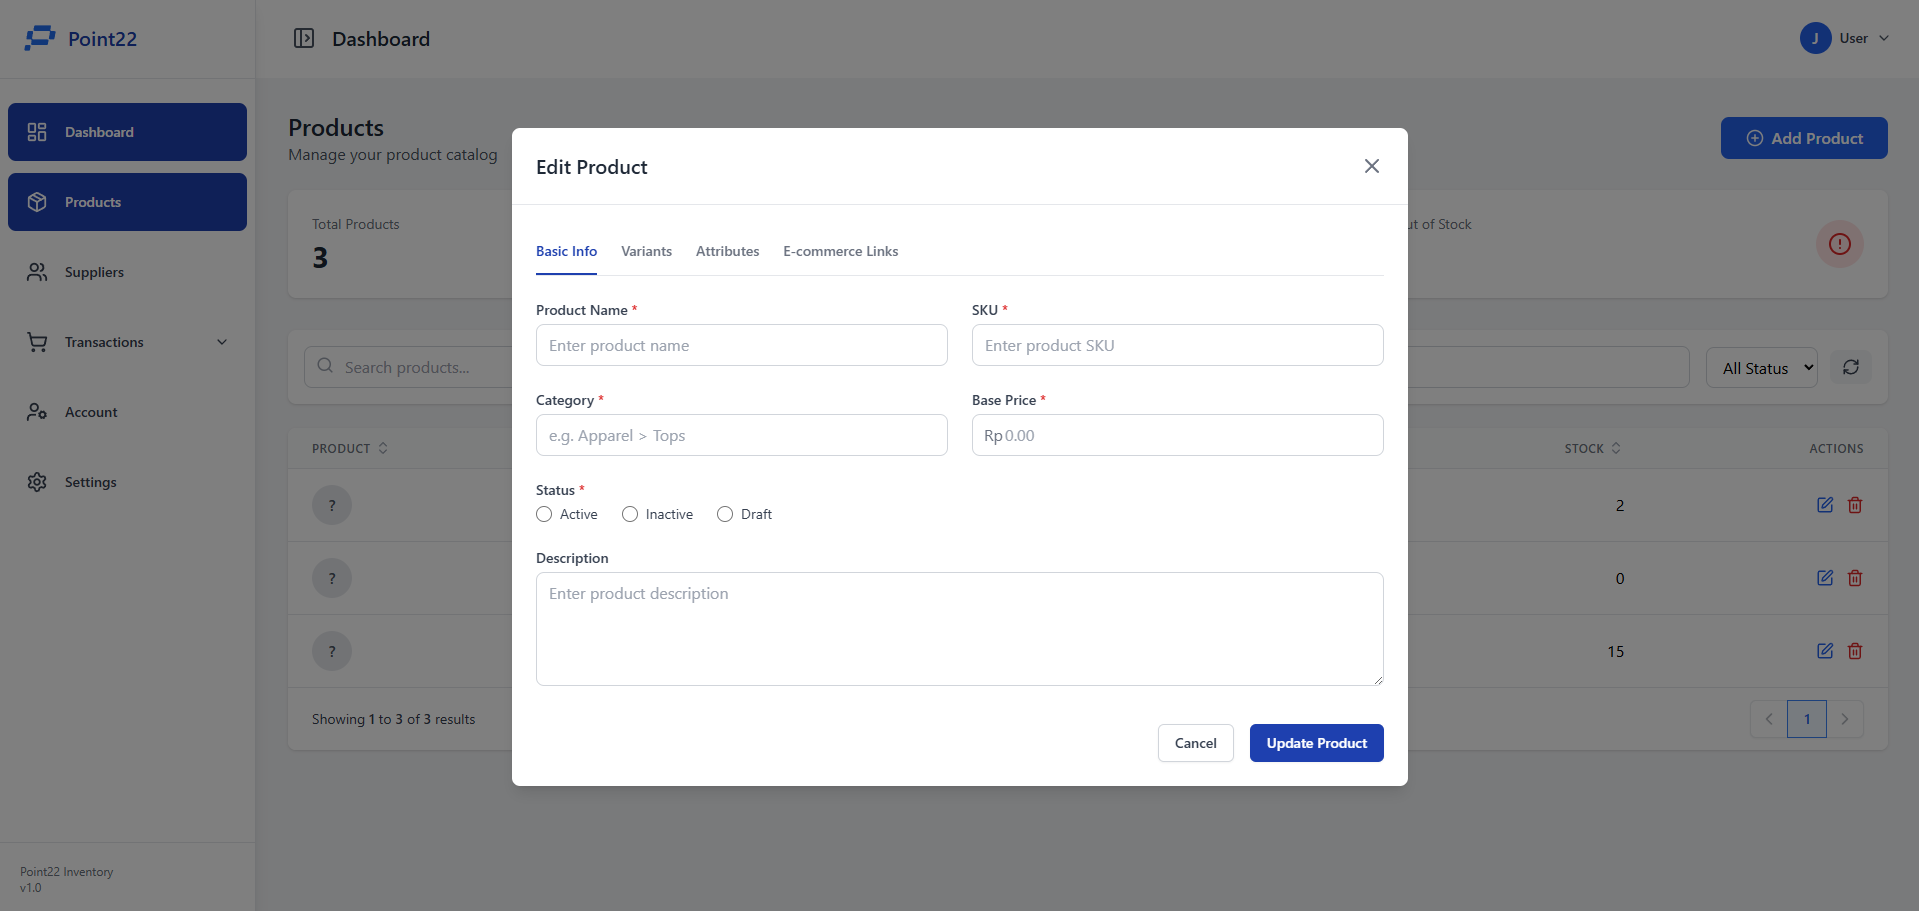 Point22
Dashboard
J User
Dashboard
Products
Suppliers
Transactions
Account
Settings
Point22 Inventory
v1.0
Products
Manage your product catalog
Add Product
Total Products
3
ut of Stock
Search products...
All Status
PRODUCT
STOCK
ACTIONS
?
2
?
0
?
15
Showing 1 to 3 of 3 results
1
Edit Product
Basic Info Variants Attributes E-commerce Links
Product Name *
Enter product name
SKU *
Enter product SKU
Category *
e.g. Apparel > Tops
Base Price *
Rp 0.00
Status *
Active Inactive Draft
Description
Enter product description
Cancel
Update Product